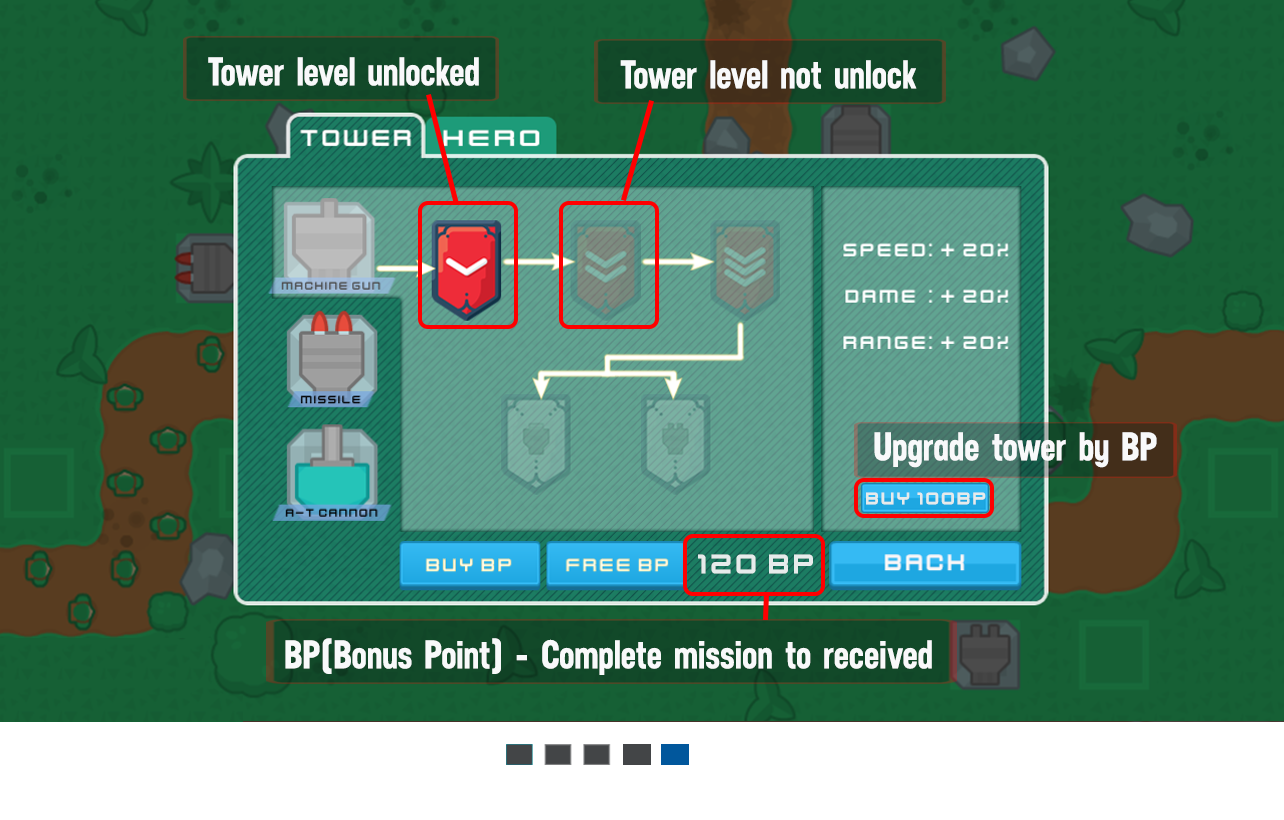 Tower level unlocked
Tower level not unlock
TOWER
HERO
MACHINE GUN
MISSILE
A-T CANNON
SPEED: + 20%
DAME : + 20%
RANGE: + 20%
Upgrade tower by BP
BUY 100BP
BUY BP
FREE BP
120 BP
BACK
BP(Bonus Point) - Complete mission to received